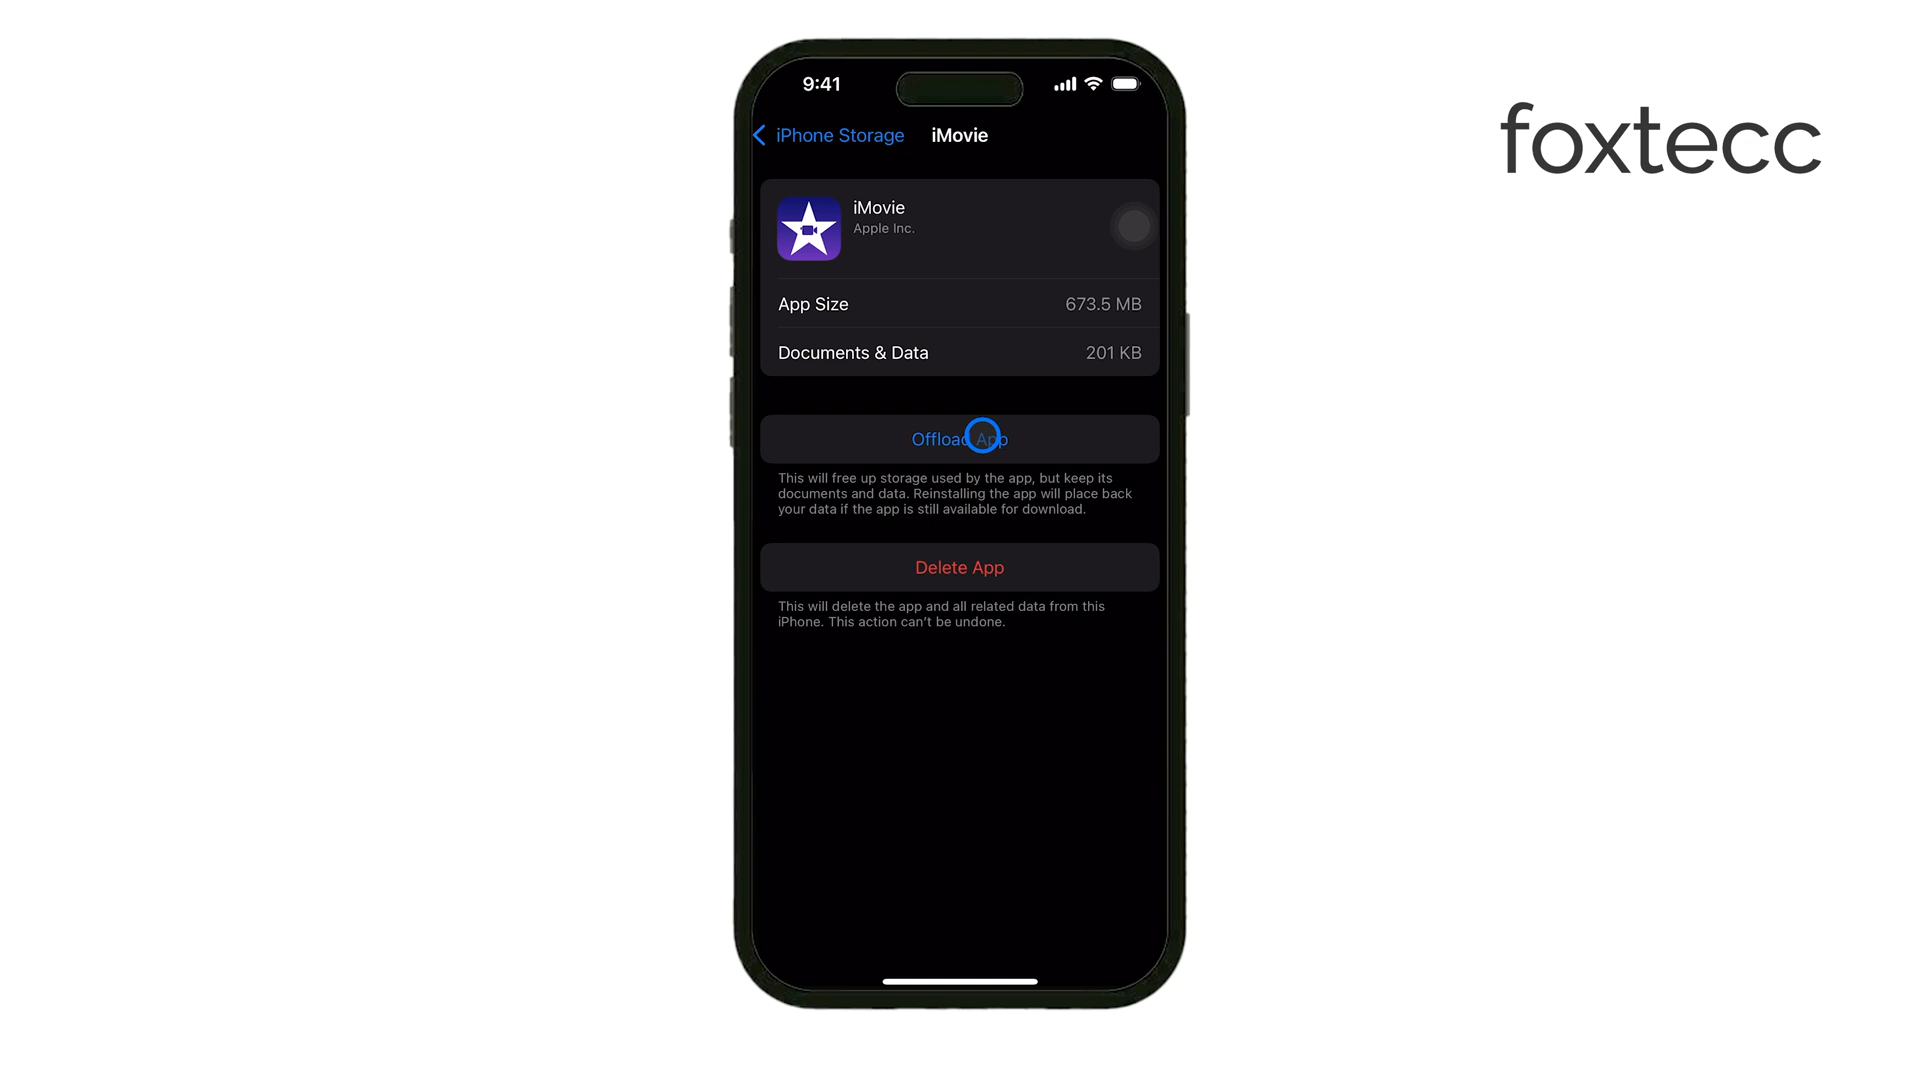 9:41
foxtecc
iPhone Storage iMovie
iMovie
Apple Inc.
App Size 673.5 MB
Documents & Data 201 KB
Offload App
This will free up storage used by the app, but keep its
documents and data. Reinstalling the app will place back
your data if the app is still available for download.
Delete App
This will delete the app and all related data from this
iPhone. This action can't be undone.